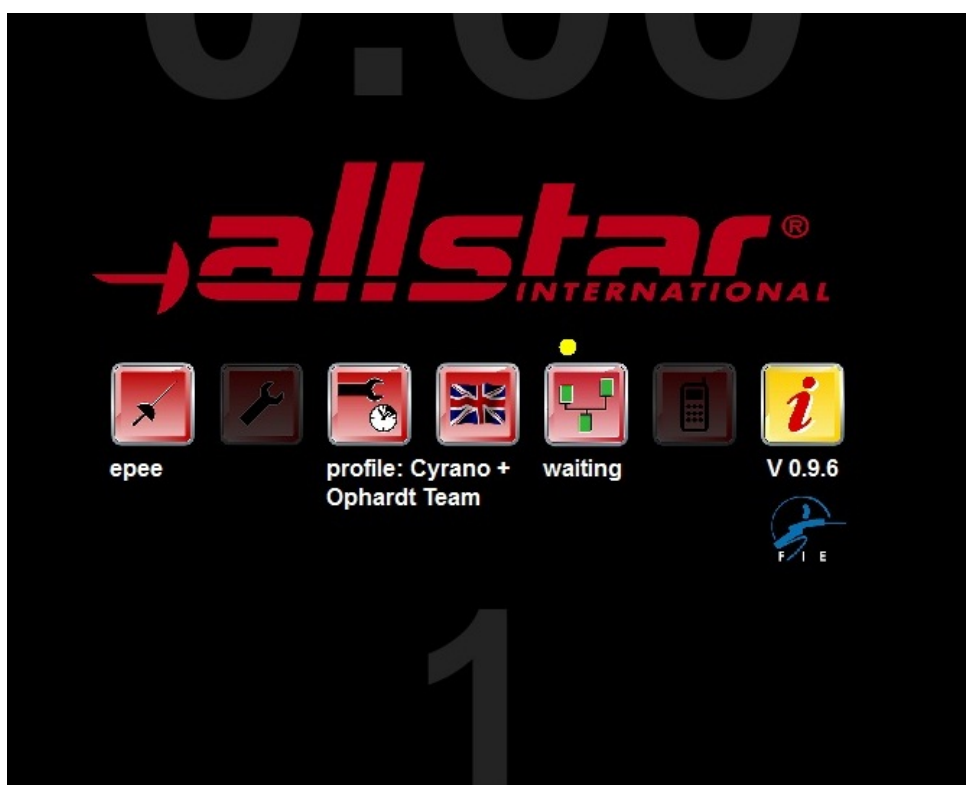 0:00
allstar®
INTERNATIONAL
epee
profile: Cyrano +
Ophardt Team
waiting
V 0.9.6
F I E
1